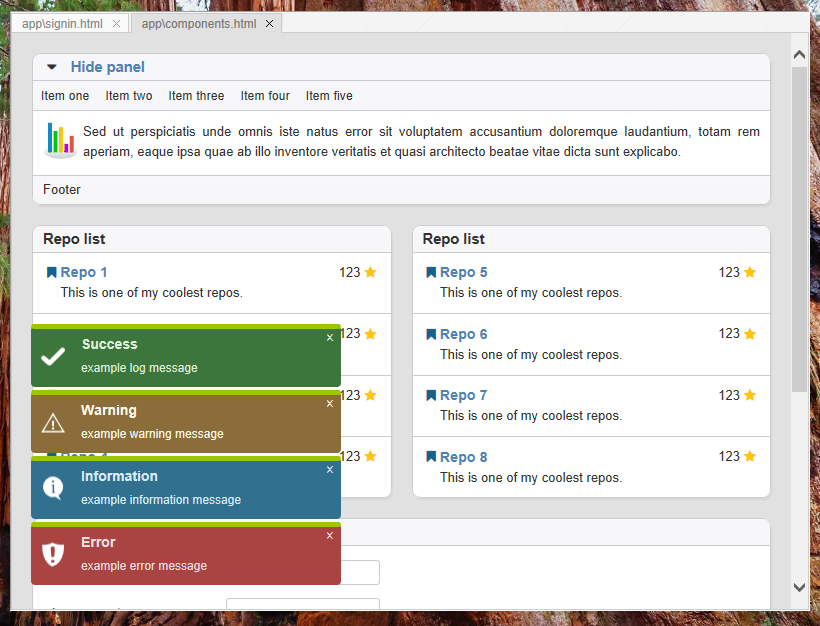 app\signin.html
app\components.html
Hide panel
Item one Item two Item three Item four Item five
Sed ut perspiciatis unde omnis iste natus error sit voluptatem accusantium doloremque laudantium, totam rem
aperiam, eaque ipsa quae ab illo inventore veritatis et quasi architecto beatae vitae dicta sunt explicabo.
Footer
Repo list
Repo 1 123
This is one of my coolest repos.
123
123
123
Success x
example log message
Warning x
example warning message
Information x
example information message
Error x
example error message
Repo list
Repo 5 123
This is one of my coolest repos.
Repo 6 123
This is one of my coolest repos.
Repo 7 123
This is one of my coolest repos.
Repo 8 123
This is one of my coolest repos.